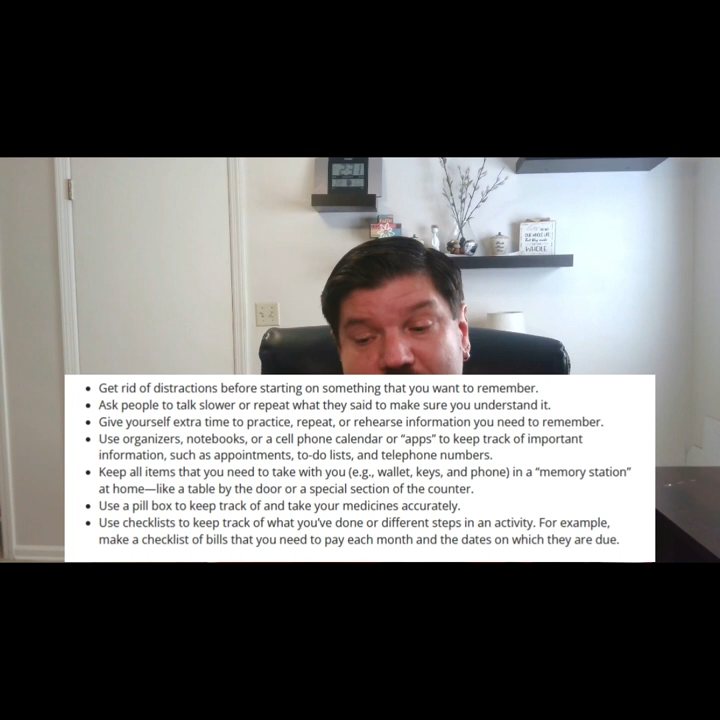 WHOLE
• Get rid of distractions before starting on something that you want to remember.
• Ask people to talk slower or repeat what they said to make sure you understand it.
• Give yourself extra time to practice, repeat, or rehearse information you need to remember.
• Use organizers, notebooks, or a cell phone calendar or “apps” to keep track of important
information, such as appointments, to-do lists, and telephone numbers.
• Keep all items that you need to take with you (e.g., wallet, keys, and phone) in a “memory station”
at home—like a table by the door or a special section of the counter.
• Use a pill box to keep track of and take your medicines accurately.
• Use checklists to keep track of what you’ve done or different steps in an activity. For example,
make a checklist of bills that you need to pay each month and the dates on which they are due.